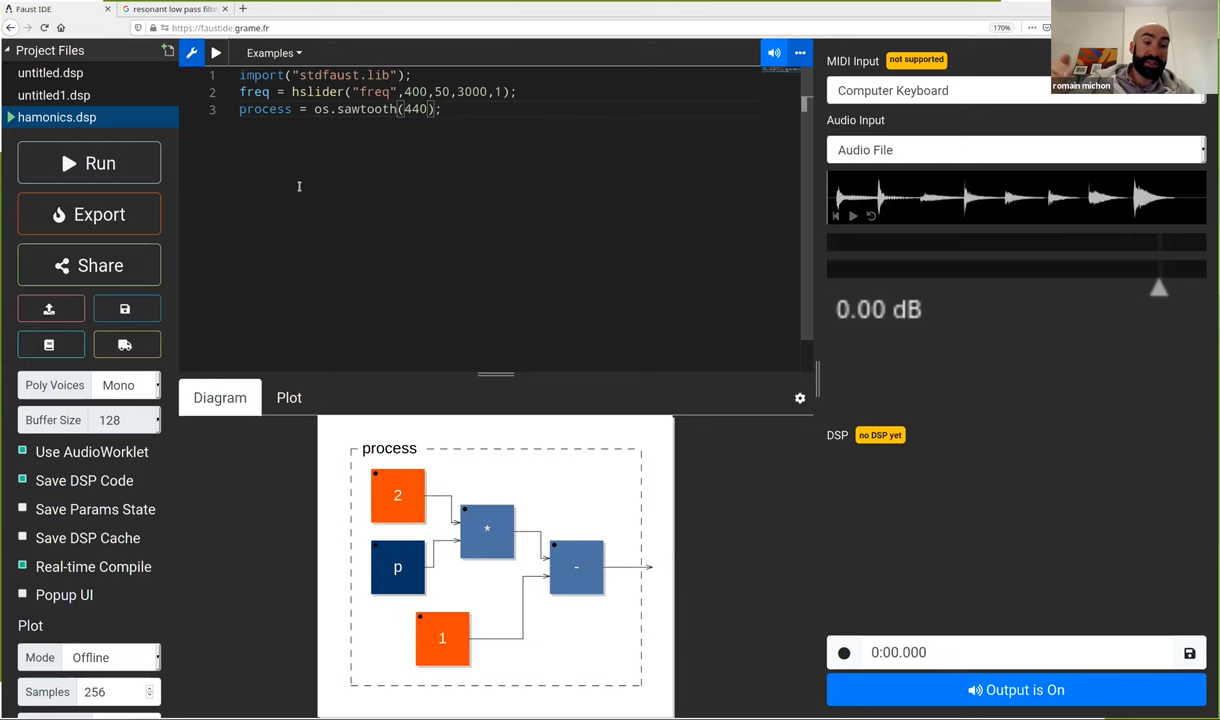 Faust IDE
resonant low pass filte
https://faustide.grame.fr
170%
Project Files
untitled.dsp
untitled1.dsp
hamonics.dsp
Run
Export
Share
Poly Voices Mono
Buffer Size 128
Use AudioWorklet
Save DSP Code
Save Params State
Save DSP Cache
Real-time Compile
Popup UI
Plot
Mode Offline
Samples 256
Examples
1 import("stdfaust.lib");
2 freq = hslider("freq",400,50,3000,1);
3 process = os.sawtooth(440);
Diagram Plot
process
2
*
p
-
1
MIDI Input not supported
Computer Keyboard
Audio Input
Audio File
0.00 dB
DSP no DSP yet
0:00.000
Output is On
romain michon